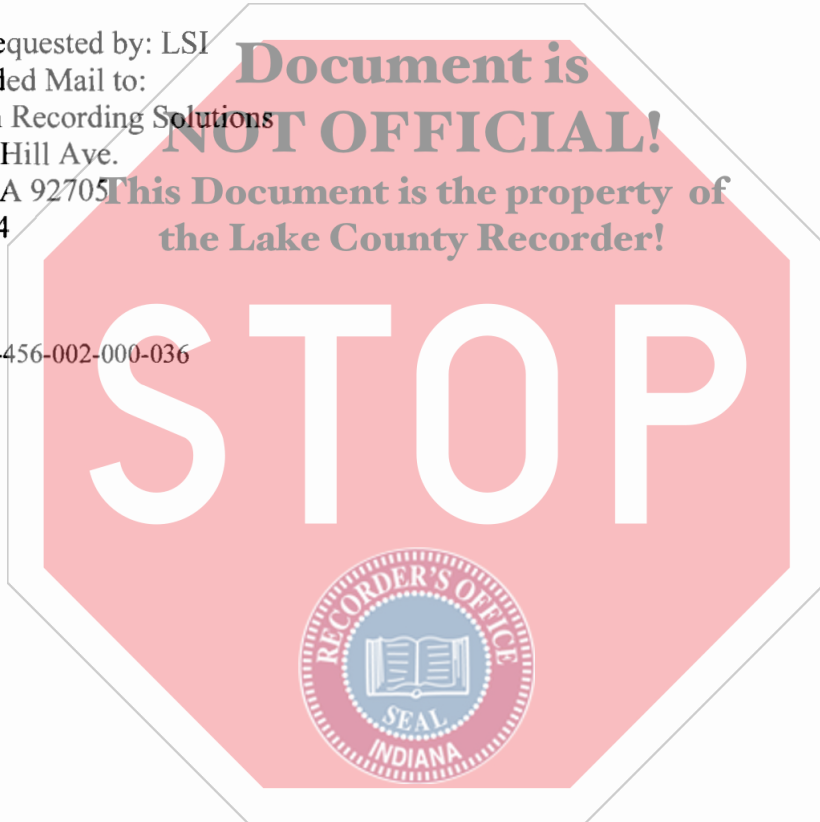 equested by: LSI
ded Mail to:
n Recording Solutions
Hill Ave.
A 92705
4
-456-002-000-036
Document is
NOT OFFICIAL!
This Document is the property of
the Lake County Recorder!
STOP
RECORDER'S OFFICE
SEAL
INDIANA